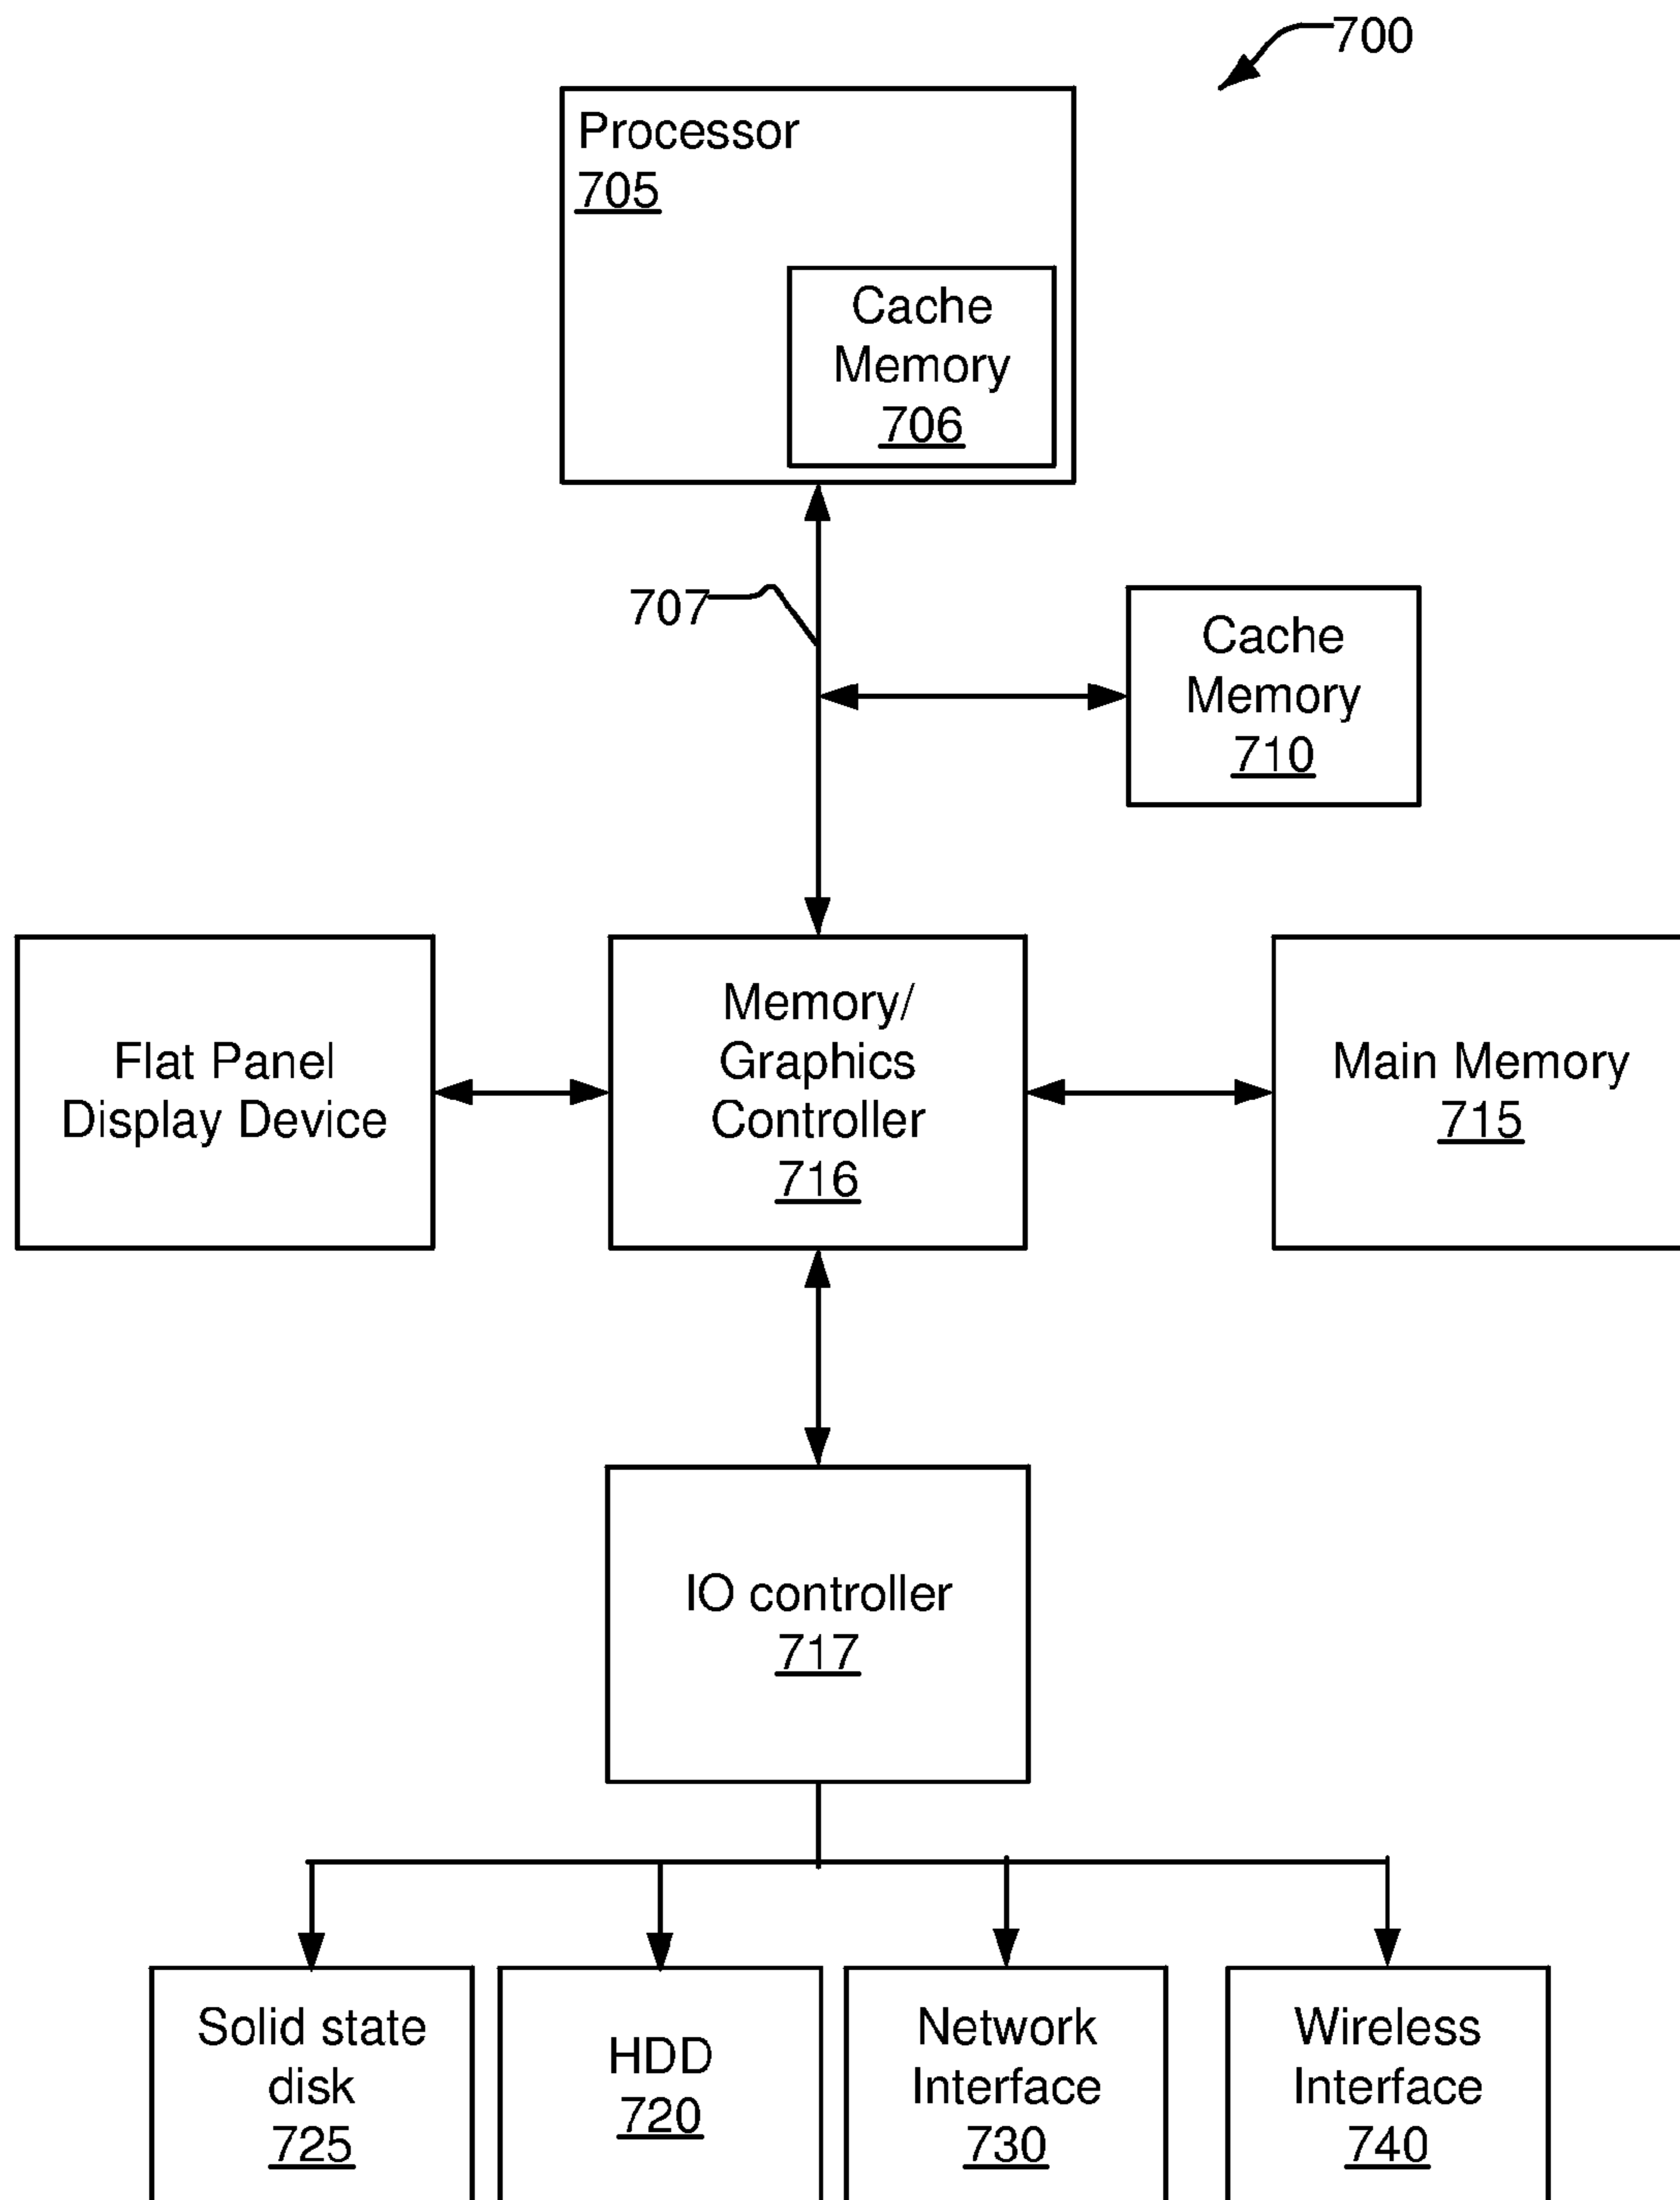 700
Processor
705
Cache
Memory
706
707
Cache
Memory
710
Flat Panel
Display Device
Memory/
Graphics
Controller
716
Main Memory
715
IO controller
717
Solid state
disk
725
HDD
720
Network
Interface
730
Wireless
Interface
740